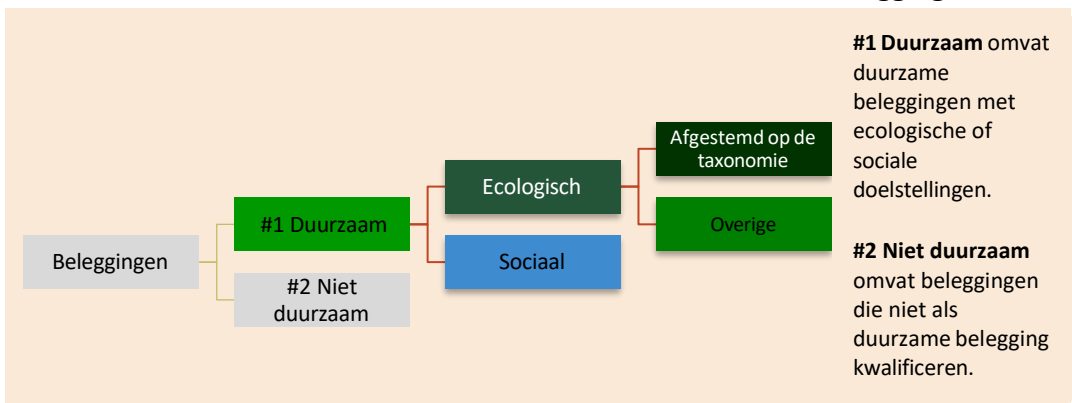 Beleggingen
#1 Duurzaam
#2 Niet
duurzaam
Ecologisch
Sociaal
Afgestemd op de
taxonomie
Overige
#1 Duurzaam omvat
duurzame
beleggingen met
ecologische of
sociale
doelstellingen.
#2 Niet duurzaam
omvat beleggingen
die niet als
duurzame belegging
kwalificeren.